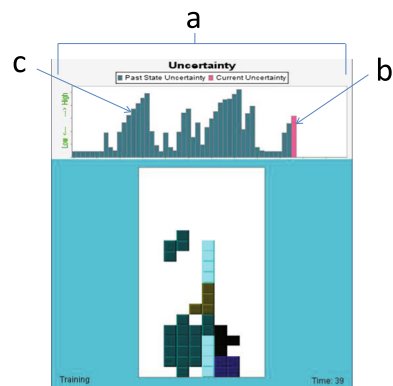 a
c
b
Uncertainty
Past State Uncertainty Current Uncertainty
Low <--- ---> High
Training
Time: 39